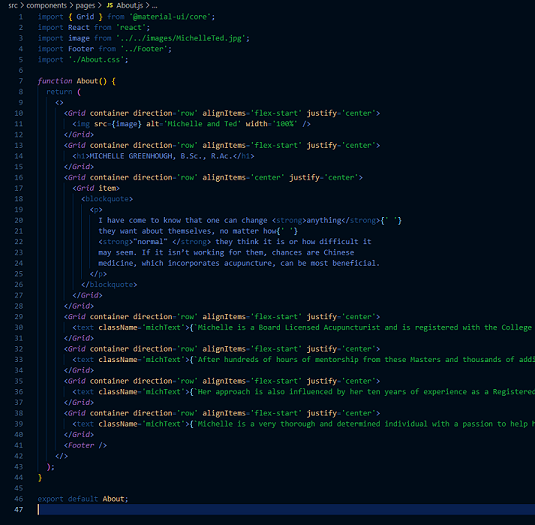 src > components > pages > JS About.js > ...
1 import { Grid } from '@material-ui/core';
2 import React from 'react';
3 import image from '../../images/MichelleTed.jpg';
4 import Footer from '../Footer';
5 import './About.css';
6
7 function About() {
8 return (
9 <>
10 <Grid container direction='row' alignItems='flex-start' justify='center'>
11 <img src={image} alt='Michelle and Ted' width='100%' />
12 </Grid>
13 <Grid container direction='row' alignItems='flex-start' justify='center'>
14 <h1>MICHELLE GREENHOUGH, B.Sc., R.Ac.</h1>
15 </Grid>
16 <Grid container direction='row' alignItems='center' justify='center'>
17 <Grid item>
18 <blockquote>
19 <p>
20 I have come to know that one can change <strong>anything</strong>{' '}
21 they want about themselves, no matter how{' '}
22 <strong>"normal" </strong> they think it is or how difficult it
23 may seem. If it isn't working for them, chances are Chinese
24 medicine, which incorporates acupuncture, can be most beneficial.
25 </p>
26 </blockquote>
27 </Grid>
28 </Grid>
29 <Grid container direction='row' alignItems='flex-start' justify='center'>
30 <text className='michText'>{`Michelle is a Board Licensed Acupuncturist and is registered with the College
31 </Grid>
32 <Grid container direction='row' alignItems='flex-start' justify='center'>
33 <text className='michText'>{`After hundreds of hours of mentorship from these Masters and thousands of addi
34 </Grid>
35 <Grid container direction='row' alignItems='flex-start' justify='center'>
36 <text className='michText'>{`Her approach is also influenced by her ten years of experience as a Registered
37 </Grid>
38 <Grid container direction='row' alignItems='flex-start' justify='center'>
39 <text className='michText'>{`Michelle is a very thorough and determined individual with a passion to help h
40 </Grid>
41 <Footer />
42 </>
43 );
44 }
45
46 export default About;
47